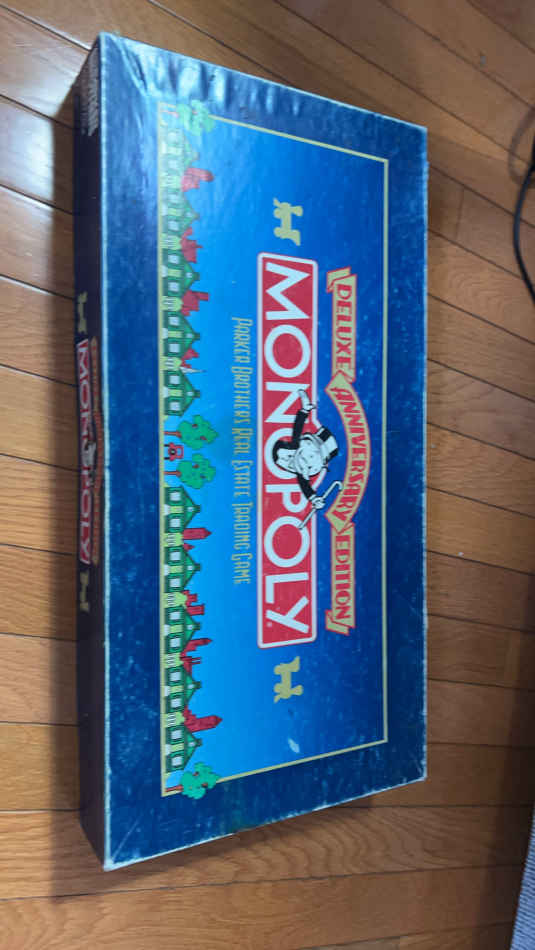 DELUXE ANNIVERSARY EDITION
MONOPOLY
PARKER BROTHERS REAL ESTATE TRADING GAME
MONOPOLY